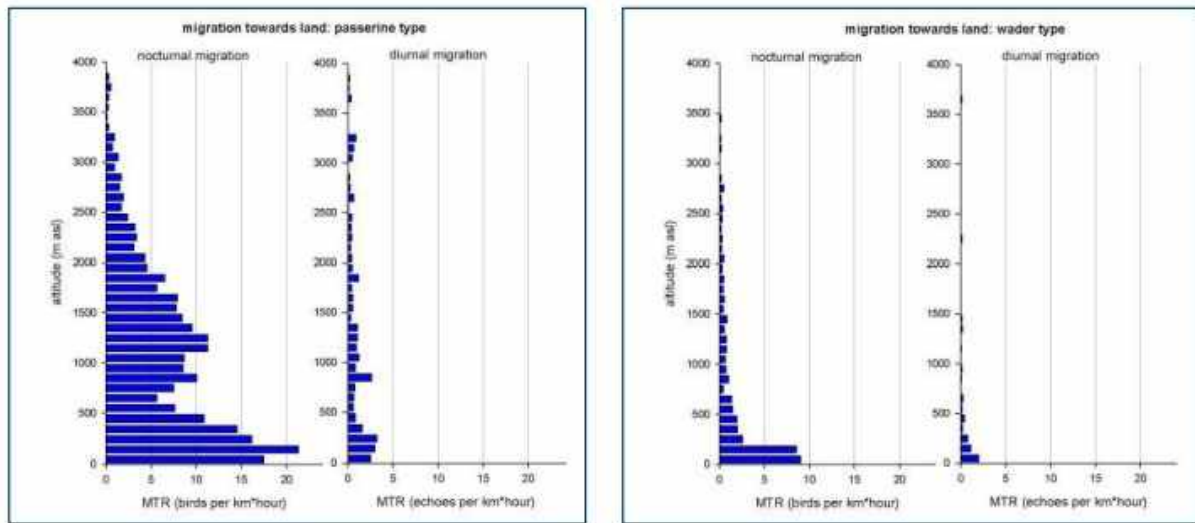 migration towards land: passerine type
nocturnal migration
diurnal migration
altitude (m asl)
4000
3500
3000
2500
2000
1500
1000
500
0
0 5 10 15 20
MTR (birds per km*hour)
0 5 10 15 20
MTR (echoes per km*hour)
migration towards land: wader type
nocturnal migration
diurnal migration
altitude (m asl)
4000
3500
3000
2500
2000
1500
1000
500
0
0 5 10 15 20
MTR (birds per km*hour)
0 5 10 15 20
MTR (echoes per km*hour)